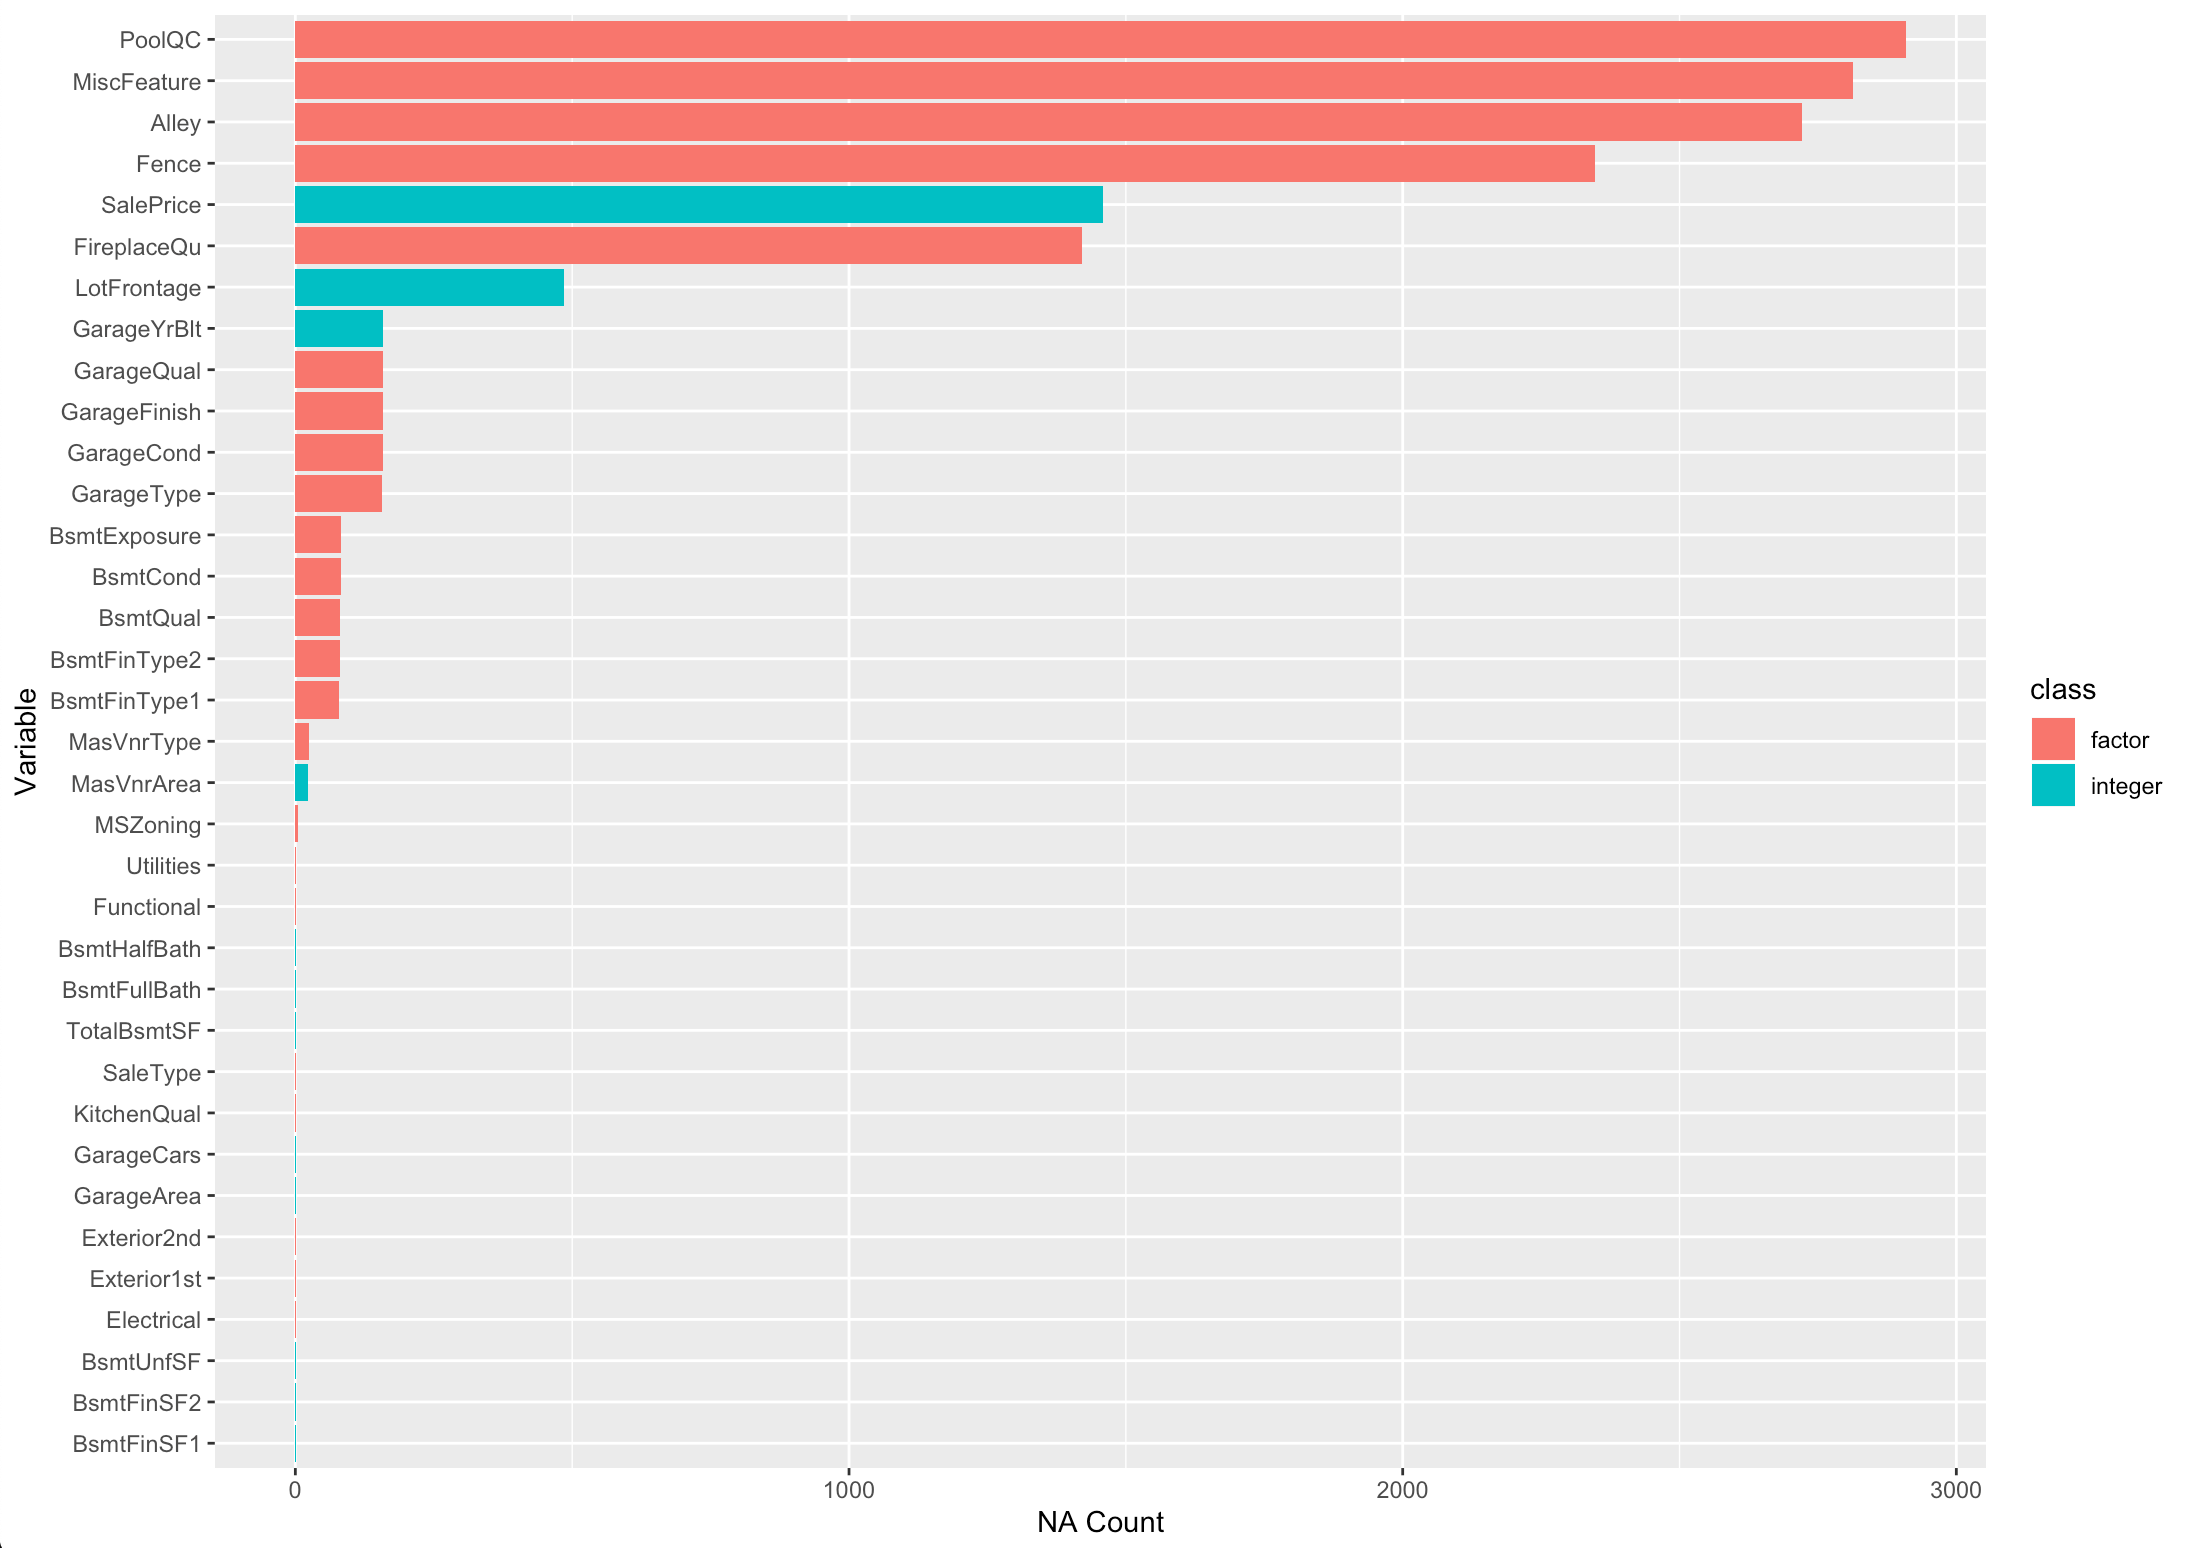 PoolQC
MiscFeature
Alley
Fence
SalePrice
FireplaceQu
LotFrontage
GarageYrBlt
GarageQual
GarageFinish
GarageCond
GarageType
BsmtExposure
BsmtCond
BsmtQual
BsmtFinType2
BsmtFinType1
MasVnrType
MasVnrArea
MSZoning
Utilities
Functional
BsmtHalfBath
BsmtFullBath
TotalBsmtSF
SaleType
KitchenQual
GarageCars
GarageArea
Exterior2nd
Exterior1st
Electrical
BsmtUnfSF
BsmtFinSF2
BsmtFinSF1
Variable
0 1000 2000 3000
NA Count
class
factor
integer